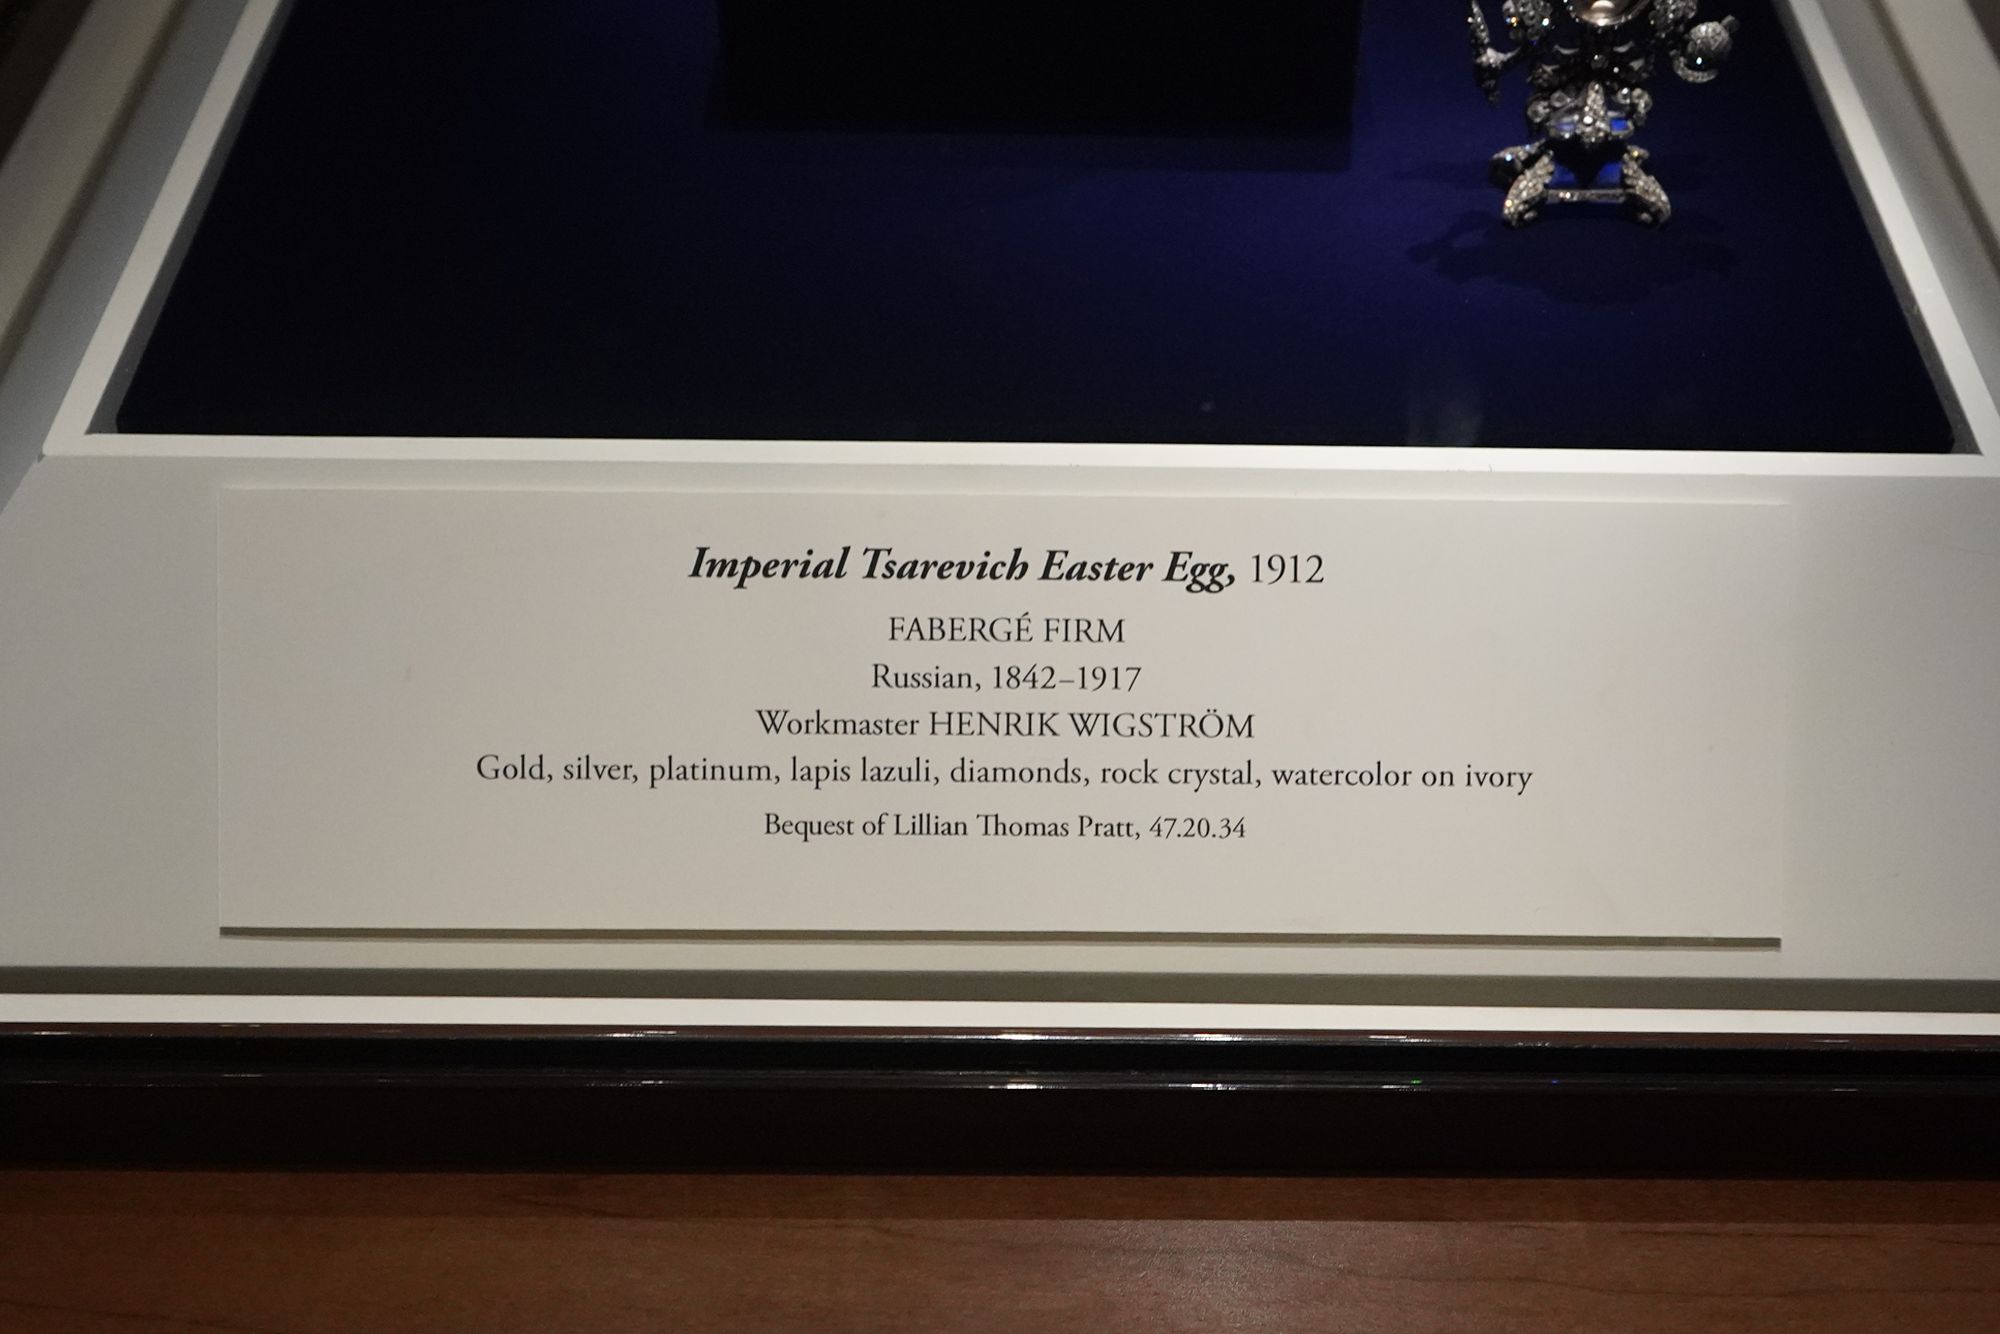 Imperial Tsarevich Easter Egg, 1912
FABERGÉ FIRM
Russian, 1842–1917
Workmaster HENRIK WIGSTRÖM
Gold, silver, platinum, lapis lazuli, diamonds, rock crystal, watercolor on ivory
Bequest of Lillian Thomas Pratt, 47.20.34